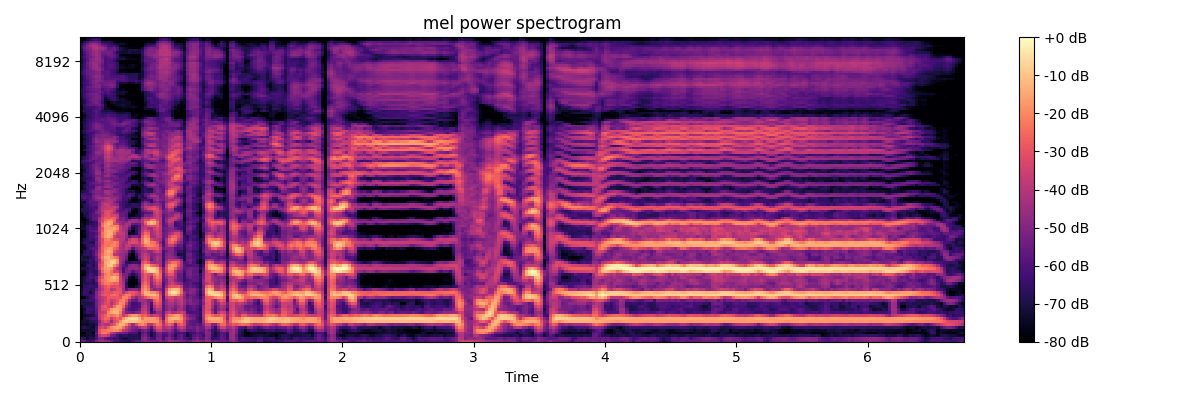 mel power spectrogram
Hz
8192
4096
2048
1024
512
0
0 1 2 3 4 5 6
Time
+0 dB
-10 dB
-20 dB
-30 dB
-40 dB
-50 dB
-60 dB
-70 dB
-80 dB